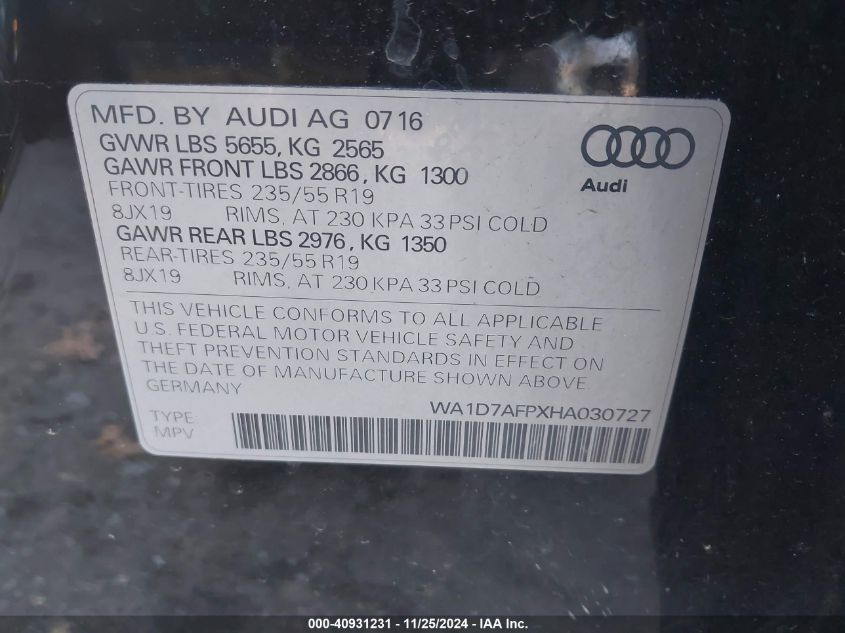 MFD. BY AUDI AG 0716
GVWR LBS 5655, KG 2565
GAWR FRONT LBS 2866, KG 1300
FRONT-TIRES 235/55 R19
8JX19 RIMS, AT 230 KPA 33 PSI COLD
GAWR REAR LBS 2976, KG 1350
REAR-TIRES 235/55 R19
8JX19 RIMS, AT 230 KPA 33 PSI COLD
Audi
THIS VEHICLE CONFORMS TO ALL APPLICABLE
U.S. FEDERAL MOTOR VEHICLE SAFETY AND
THEFT PREVENTION STANDARDS IN EFFECT ON
THE DATE OF MANUFACTURE SHOWN ABOVE
GERMANY
WA1D7AFPXHA030727
TYPE
MPV
000-40931231 - 11/25/2024 - IAA Inc.